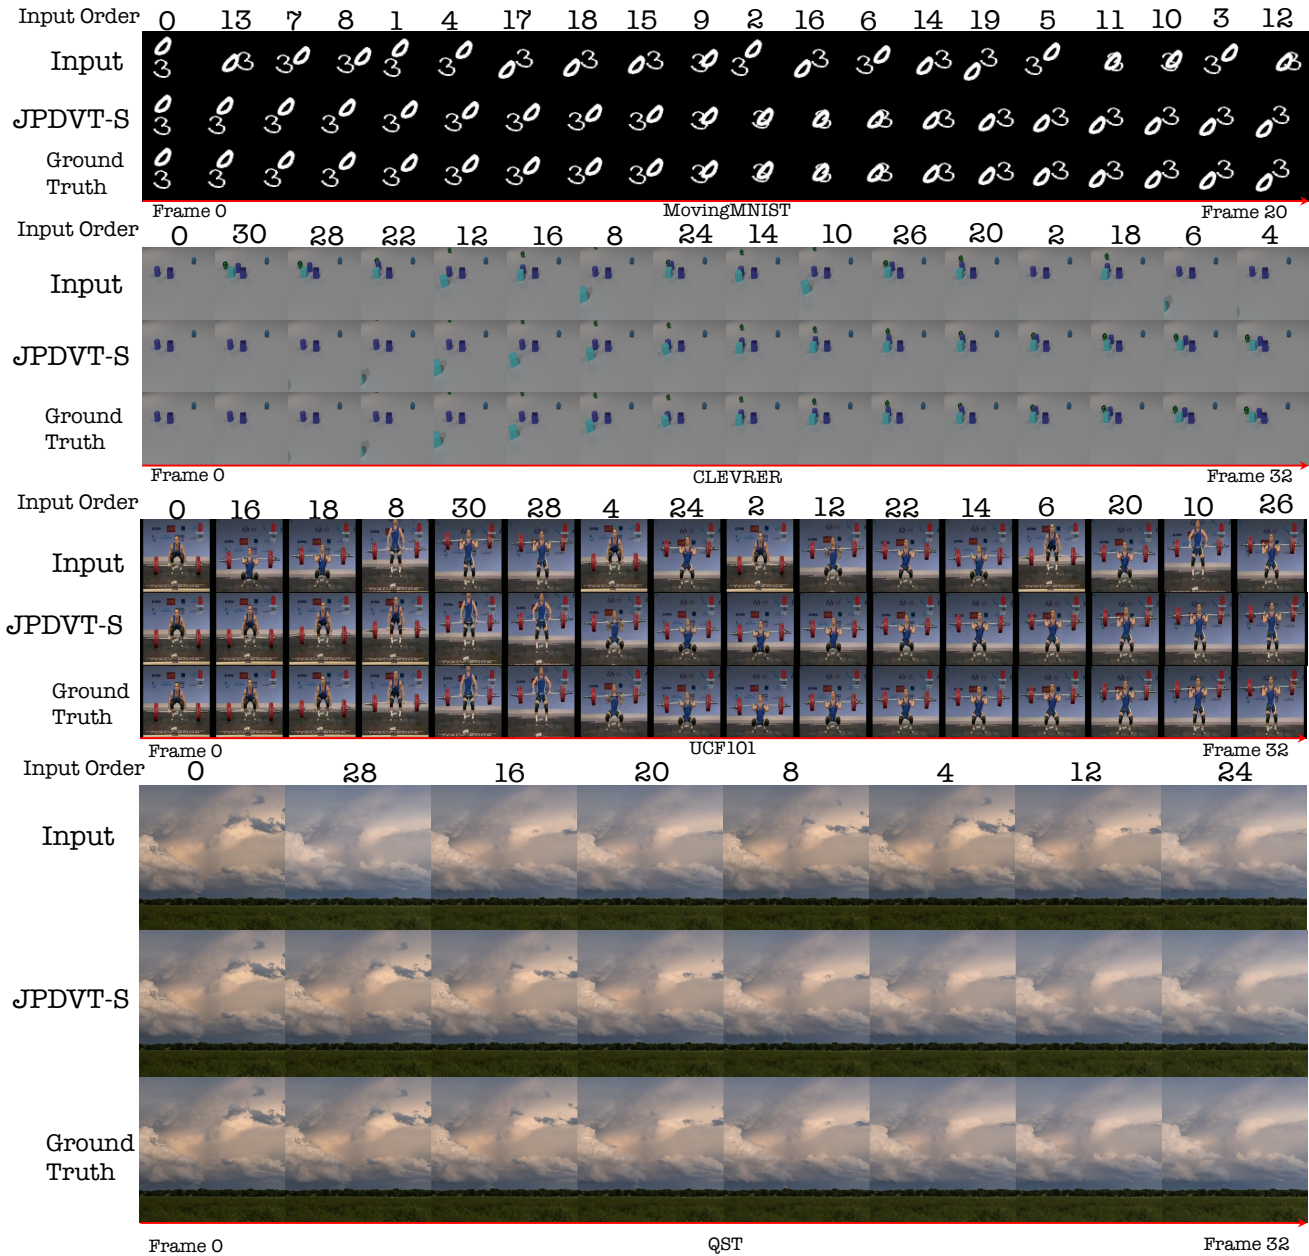 Input Order 0 13 7 8 1 4 17 18 15 9 2 16 6 14 19 5 11 10 3 12
Input
JPDVT-S
Ground
Truth
Frame 0 MovingMNIST Frame 20
Input Order 0 30 28 22 12 16 8 24 14 10 26 20 2 18 6 4
Input
JPDVT-S
Ground
Truth
Frame 0 CLEVRER Frame 32
Input Order 0 16 18 8 30 28 4 24 2 12 22 14 6 20 10 26
Input
JPDVT-S
Ground
Truth
Frame 0 UCF101 Frame 32
Input Order 0 28 16 20 8 4 12 24
Input
JPDVT-S
Ground
Truth
Frame 0 QST Frame 32